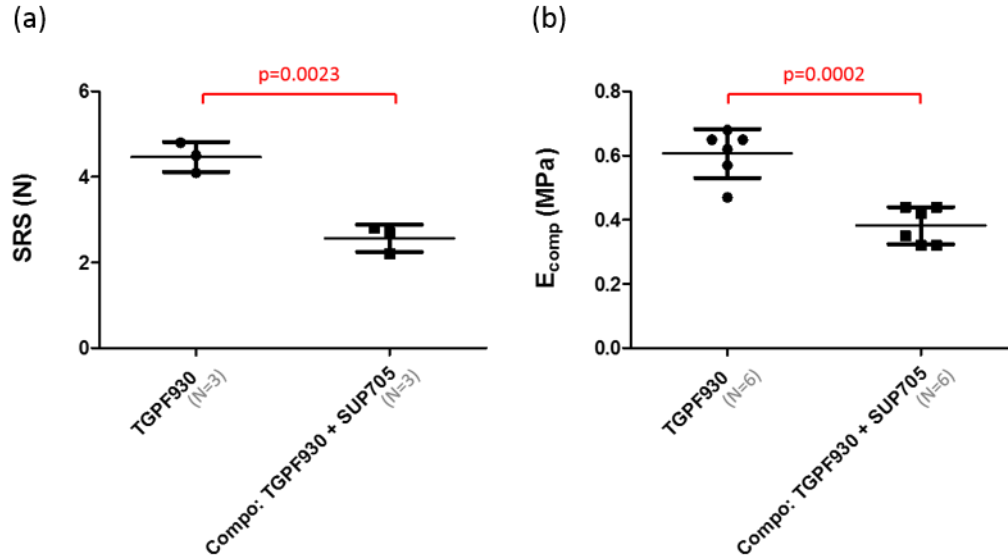 (a)
p=0.0023
6
4
2
0
SRS (N)
TGPF930
(N=3)
Compo: TGPF930 + SUP705
(N=3)
(b)
p=0.0002
0.8
0.6
0.4
0.2
0.0
E_comp (MPa)
TGPF930
(N=6)
Compo: TGPF930 + SUP705
(N=6)